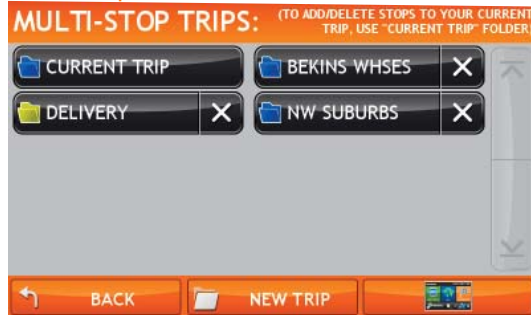 MULTI-STOP TRIPS:
(TO ADD/DELETE STOPS TO YOUR CURRENT
TRIP, USE "CURRENT TRIP" FOLDER)
CURRENT TRIP
BEKINS WHSES X
DELIVERY X
NW SUBURBS X
BACK
NEW TRIP